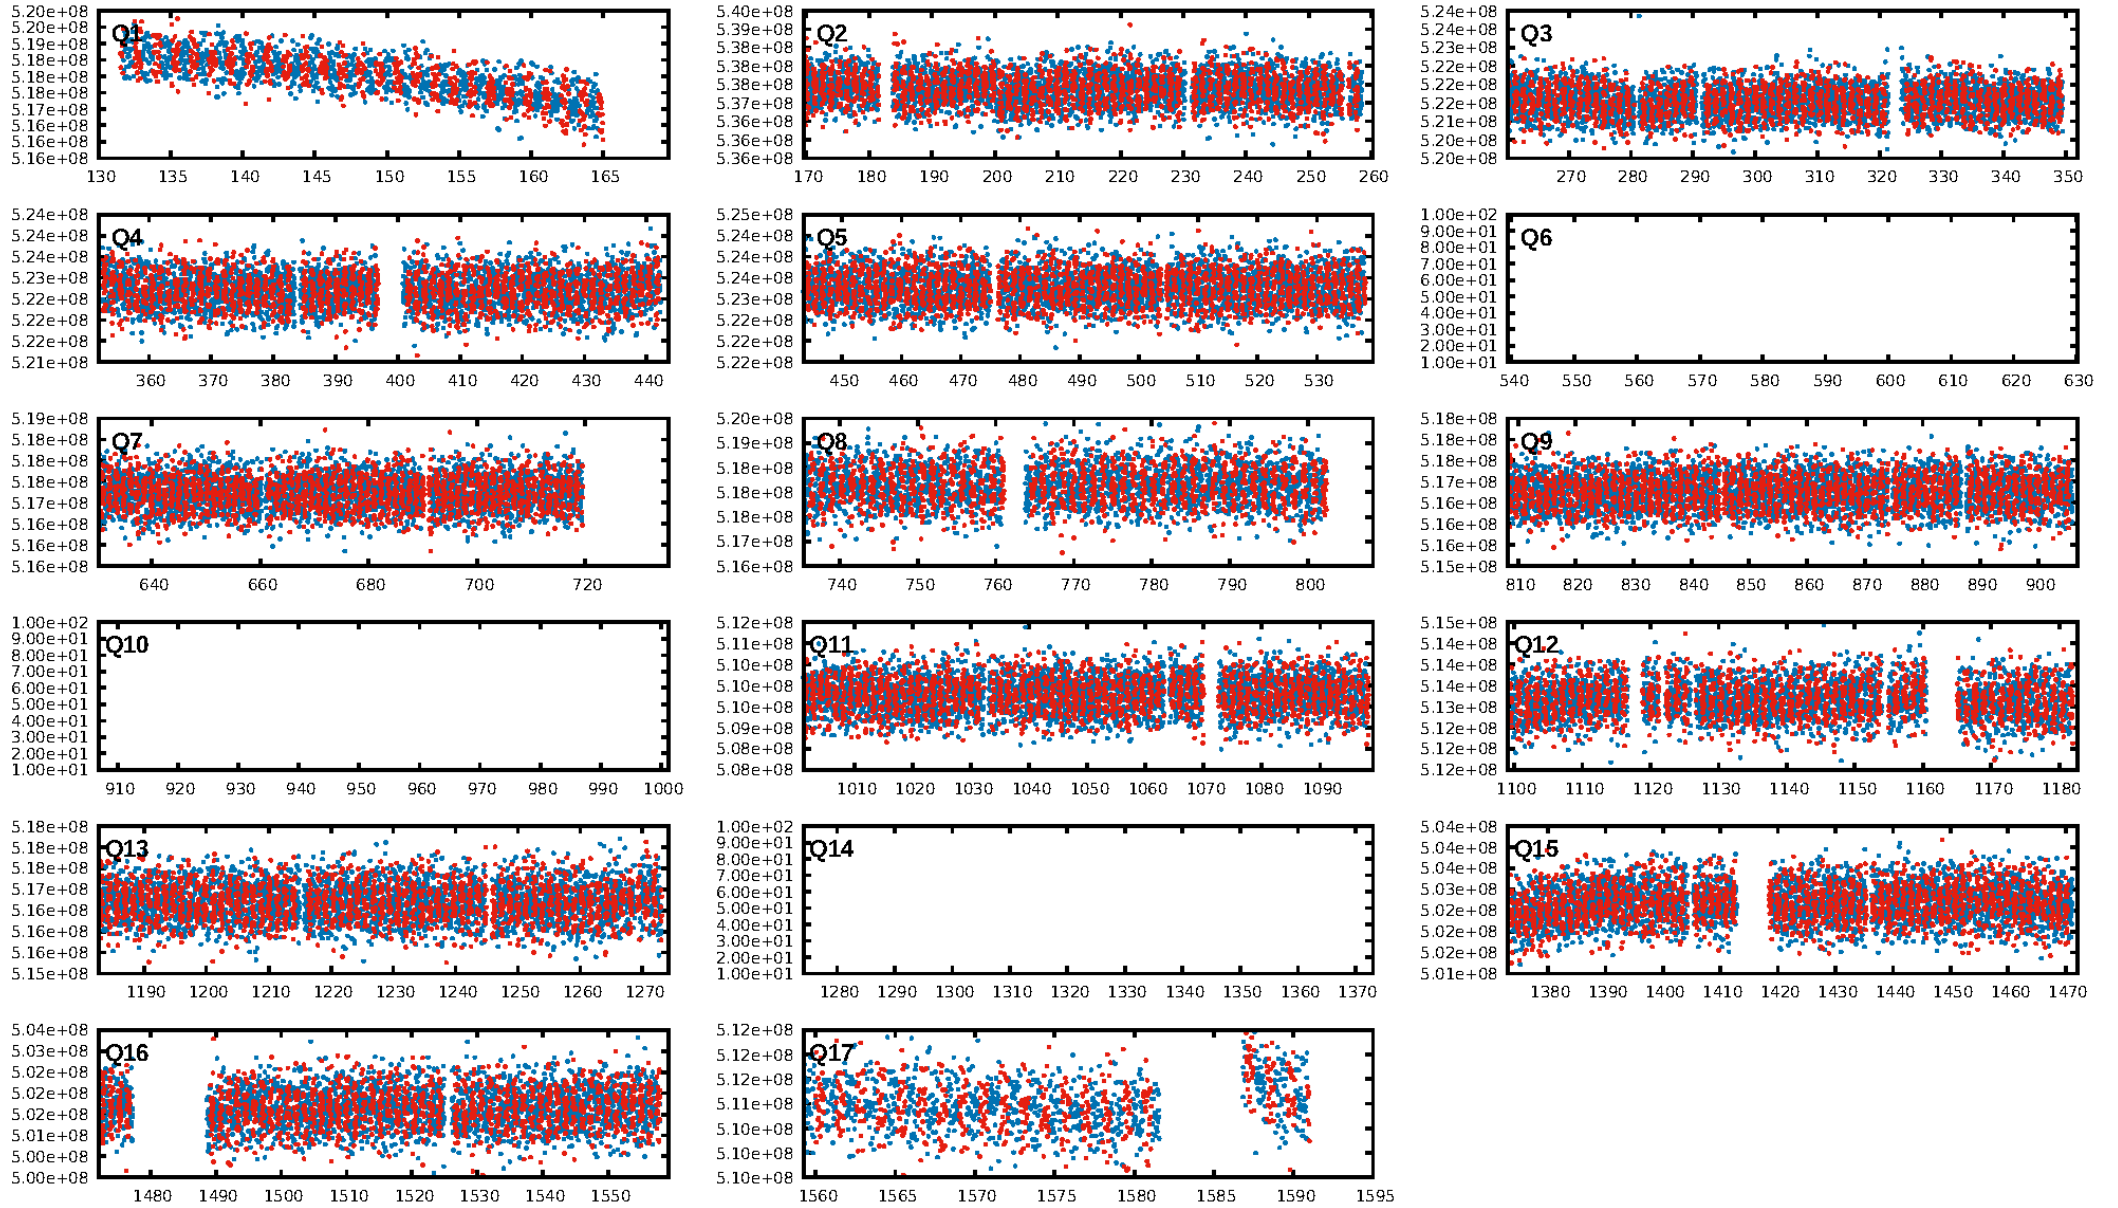 Q1
5.20e+08
5.20e+08
5.19e+08
5.19e+08
5.18e+08
5.18e+08
5.17e+08
5.16e+08
5.16e+08
5.16e+08
130 135 140 145 150 155 160 165
Q2
5.40e+08
5.39e+08
5.38e+08
5.38e+08
5.38e+08
5.37e+08
5.36e+08
5.36e+08
5.36e+08
170 180 190 200 210 220 230 240 250 260
Q3
5.24e+08
5.23e+08
5.23e+08
5.22e+08
5.22e+08
5.21e+08
5.21e+08
5.20e+08
5.20e+08
270 280 290 300 310 320 330 340 350
Q4
5.24e+08
5.24e+08
5.24e+08
5.23e+08
5.22e+08
5.22e+08
5.22e+08
5.21e+08
360 370 380 390 400 410 420 430 440
Q5
5.25e+08
5.24e+08
5.24e+08
5.24e+08
5.23e+08
5.22e+08
5.22e+08
5.22e+08
450 460 470 480 490 500 510 520 530
Q6
1.00e+02
9.00e+01
8.00e+01
7.00e+01
6.00e+01
5.00e+01
4.00e+01
3.00e+01
2.00e+01
1.00e+01
540 550 560 570 580 590 600 610 620 630
Q7
5.19e+08
5.18e+08
5.18e+08
5.18e+08
5.17e+08
5.16e+08
5.16e+08
5.16e+08
640 660 680 700 720
Q8
5.20e+08
5.19e+08
5.18e+08
5.18e+08
5.18e+08
5.17e+08
5.16e+08
740 750 760 770 780 790 800
Q9
5.18e+08
5.18e+08
5.18e+08
5.17e+08
5.16e+08
5.16e+08
5.16e+08
5.15e+08
810 820 830 840 850 860 870 880 890 900
Q10
1.00e+02
9.00e+01
8.00e+01
7.00e+01
6.00e+01
5.00e+01
4.00e+01
3.00e+01
2.00e+01
1.00e+01
910 920 930 940 950 960 970 980 990 1000
Q11
5.12e+08
5.11e+08
5.10e+08
5.10e+08
5.10e+08
5.09e+08
5.08e+08
5.08e+08
1010 1020 1030 1040 1050 1060 1070 1080 1090
Q12
5.15e+08
5.14e+08
5.14e+08
5.14e+08
5.13e+08
5.12e+08
5.12e+08
5.12e+08
1100 1110 1120 1130 1140 1150 1160 1170 1180
Q13
5.18e+08
5.18e+08
5.18e+08
5.17e+08
5.16e+08
5.16e+08
5.16e+08
5.15e+08
1190 1200 1210 1220 1230 1240 1250 1260 1270
Q14
1.00e+02
9.00e+01
8.00e+01
7.00e+01
6.00e+01
5.00e+01
4.00e+01
3.00e+01
2.00e+01
1.00e+01
1280 1290 1300 1310 1320 1330 1340 1350 1360 1370
Q15
5.04e+08
5.04e+08
5.04e+08
5.03e+08
5.02e+08
5.02e+08
5.02e+08
5.01e+08
1380 1390 1400 1410 1420 1430 1440 1450 1460 1470
Q16
5.04e+08
5.03e+08
5.02e+08
5.02e+08
5.02e+08
5.01e+08
5.00e+08
5.00e+08
1480 1490 1500 1510 1520 1530 1540 1550
Q17
5.12e+08
5.12e+08
5.12e+08
5.11e+08
5.10e+08
5.10e+08
5.10e+08
1560 1565 1570 1575 1580 1585 1590 1595